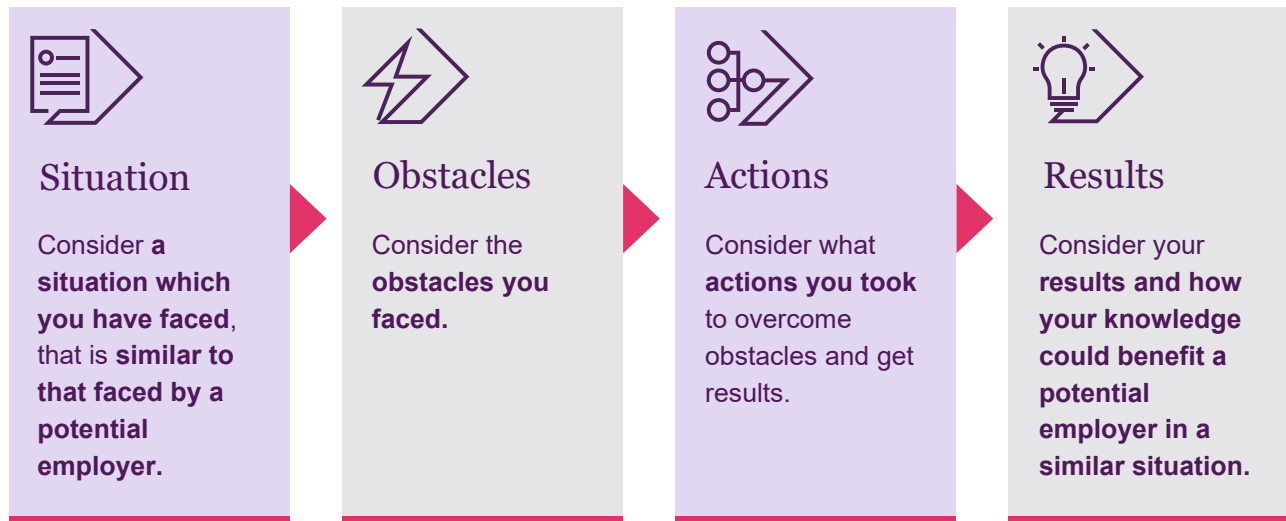 Situation
Consider a
situation which
you have faced,
that is similar to
that faced by a
potential
employer.
Obstacles
Consider the
obstacles you
faced.
Actions
Consider what
actions you took
to overcome
obstacles and get
results.
Results
Consider your
results and how
your knowledge
could benefit a
potential
employer in a
similar situation.